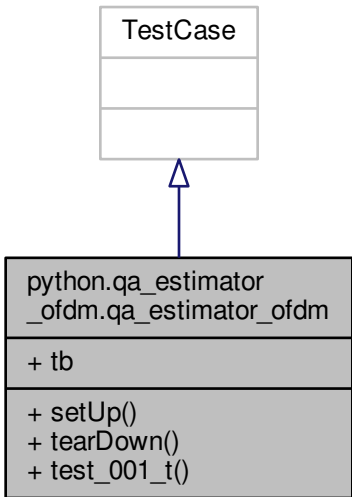 TestCase
python.qa_estimator
_ofdm.qa_estimator_ofdm
+ tb
+ setUp()
+ tearDown()
+ test_001_t()